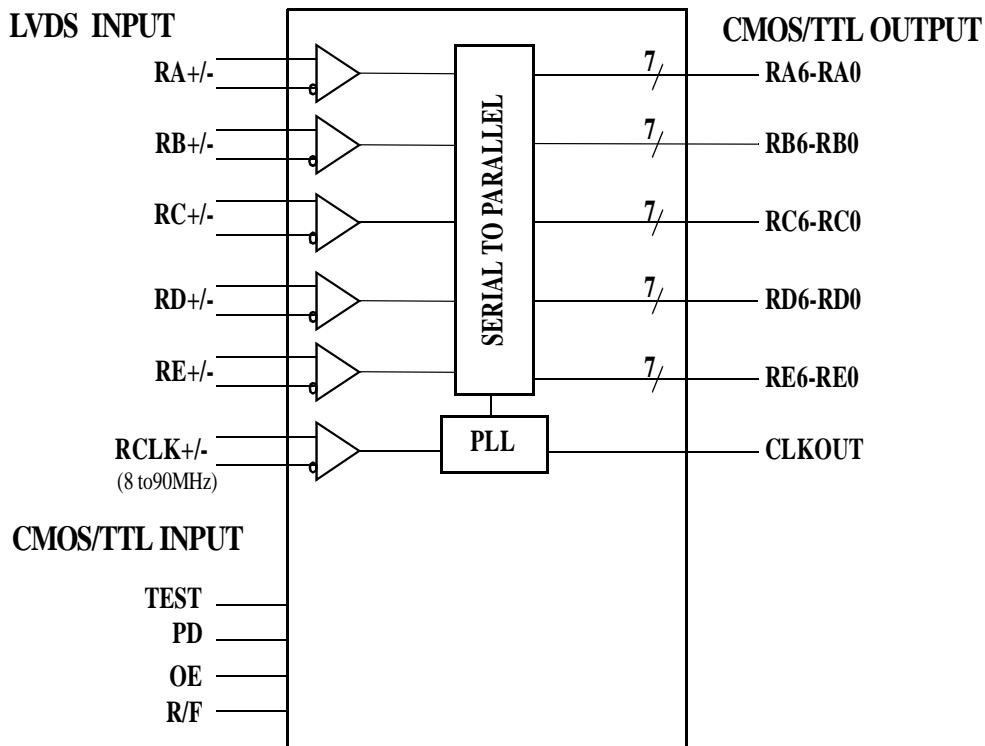 LVDS INPUT
CMOS/TTL OUTPUT
RA+/-
7
RA6-RA0
RB+/-
7
RB6-RB0
RC+/-
7
RC6-RC0
SERIAL TO PARALLEL
RD+/-
7
RD6-RD0
RE+/-
7
RE6-RE0
RCLK+/-
(8 to90MHz)
PLL
CLKOUT
CMOS/TTL INPUT
TEST
PD
OE
R/F